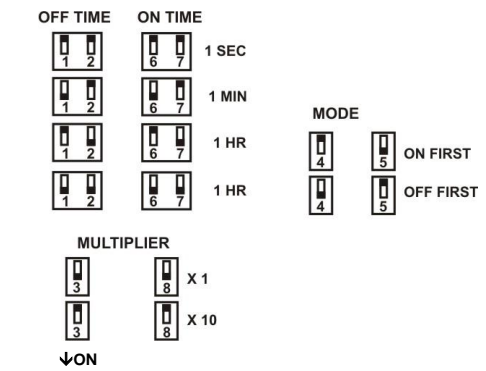 OFF TIME ON TIME
1 2 6 7 1 SEC
1 2 6 7 1 MIN
1 2 6 7 1 HR
1 2 6 7 1 HR
MODE
4 5 ON FIRST
4 5 OFF FIRST
MULTIPLIER
3 8 X 1
3 8 X 10
↓ON